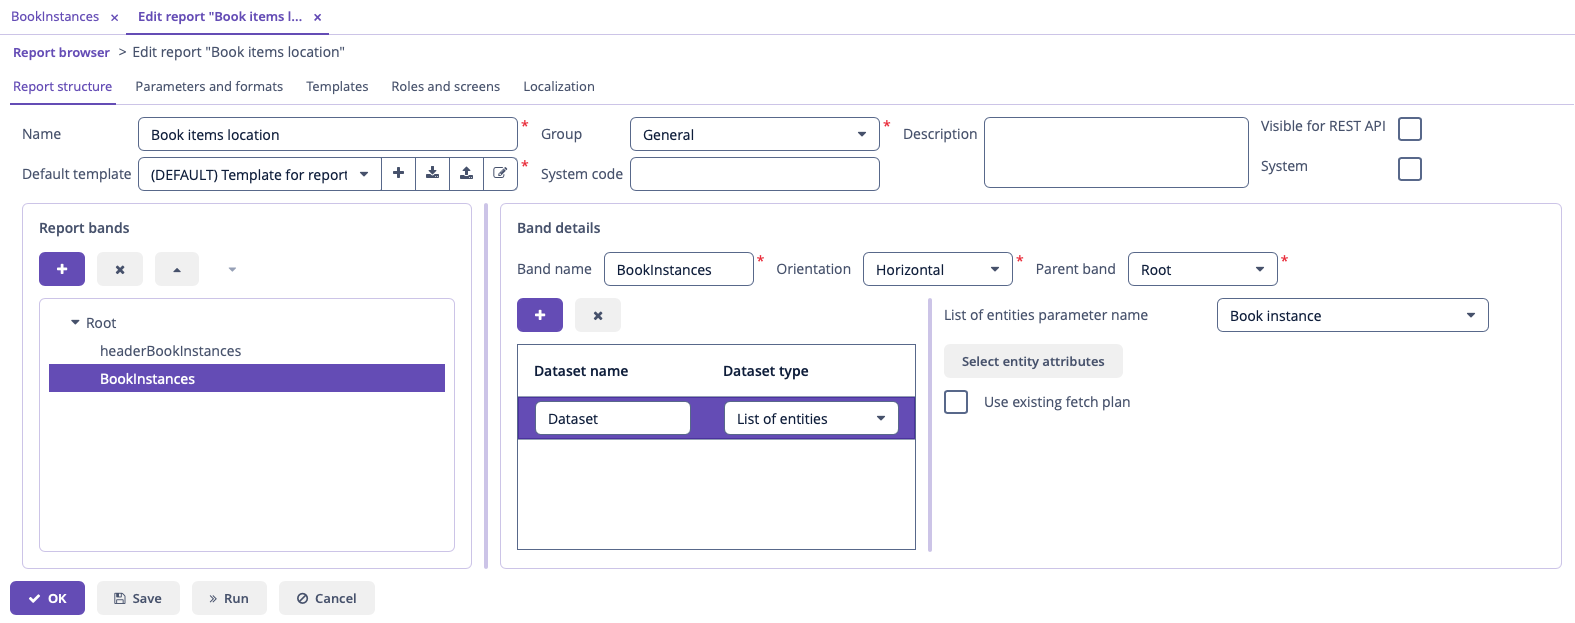 BookInstances × Edit report "Book items l... ×
Report browser > Edit report "Book items location"
Report structure Parameters and formats Templates Roles and screens Localization
Name Book items location * Group General * Description Visible for REST API
Default template (DEFAULT) Template for report * System code System
Report bands
Band details
Band name BookInstances * Orientation Horizontal * Parent band Root *
Root
headerBookInstances
BookInstances
List of entities parameter name Book instance
Select entity attributes
Use existing fetch plan
Dataset name Dataset type
Dataset List of entities
OK Save Run Cancel